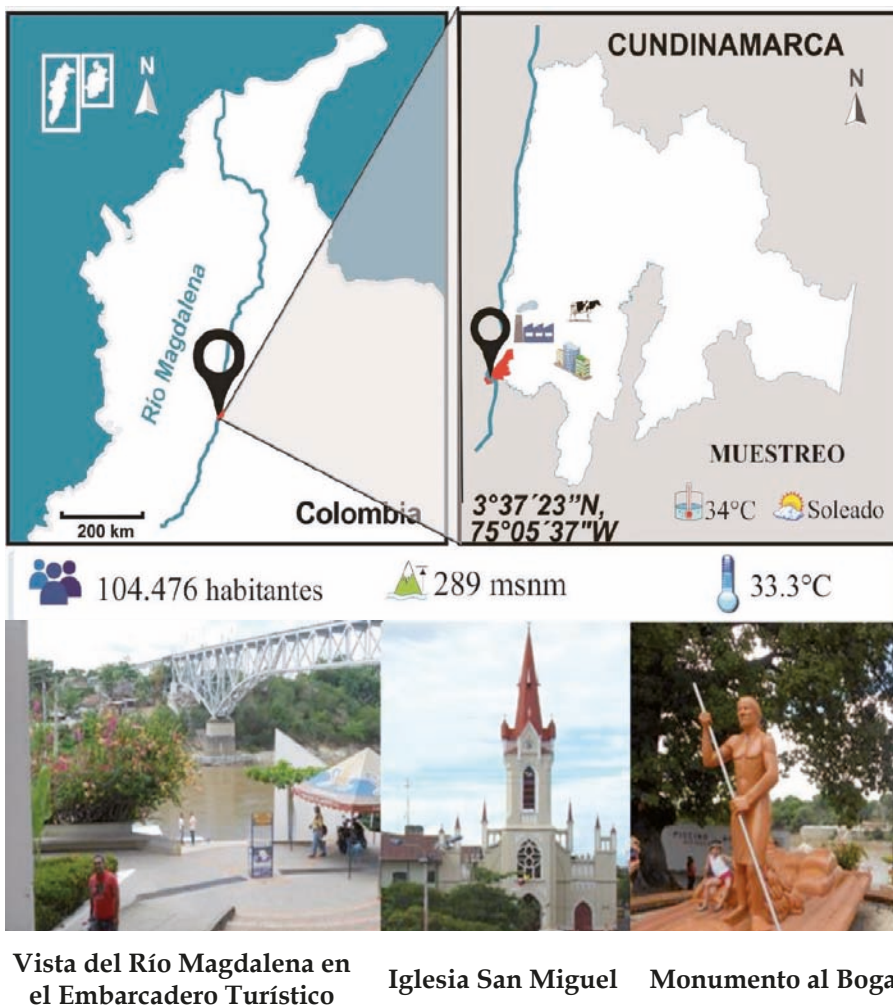 N
Río Magdalena
200 km
Colombia
CUNDINAMARCA
N
MUESTREO
3°37´23”N,
75°05’37"W
34°C
Soleado
104.476 habitantes
289 msnm
33.3°C
Vista del Río Magdalena en
el Embarcadero Turístico
Iglesia San Miguel
Monumento al Boga